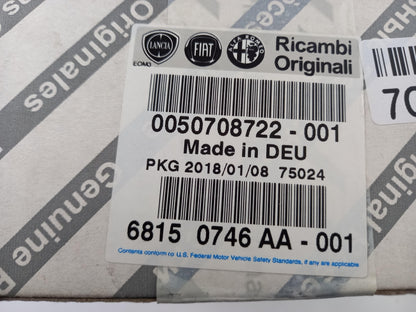 LANCIA
FIAT
ALFA ROMEO
Ricambi
Originali
0050708722-001
Made in DEU
PKG 2018/01/08 75024
6815 0746 AA - 001
Contents conform to U.S. Federal Motor Vehicle Safety Standards, if any are applicable
Originales
Genuine
70